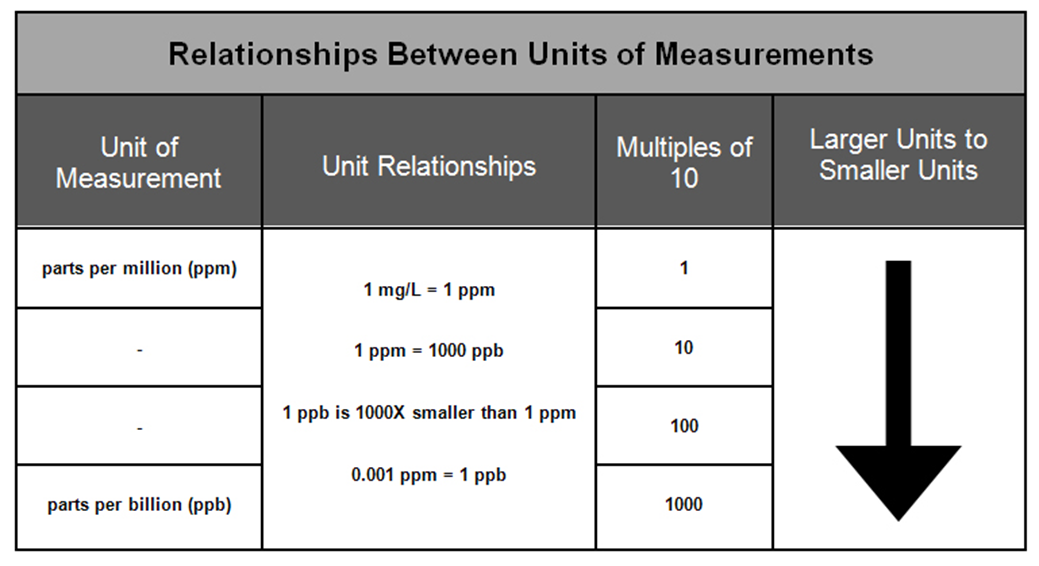 Relationships Between Units of Measurements
Unit of
Measurement
Unit Relationships
Multiples of
10
Larger Units to
Smaller Units
parts per million (ppm)
1
1 mg/L = 1 ppm
-
10
1 ppm = 1000 ppb
-
100
1 ppb is 1000X smaller than 1 ppm
0.001 ppm = 1 ppb
parts per billion (ppb)
1000